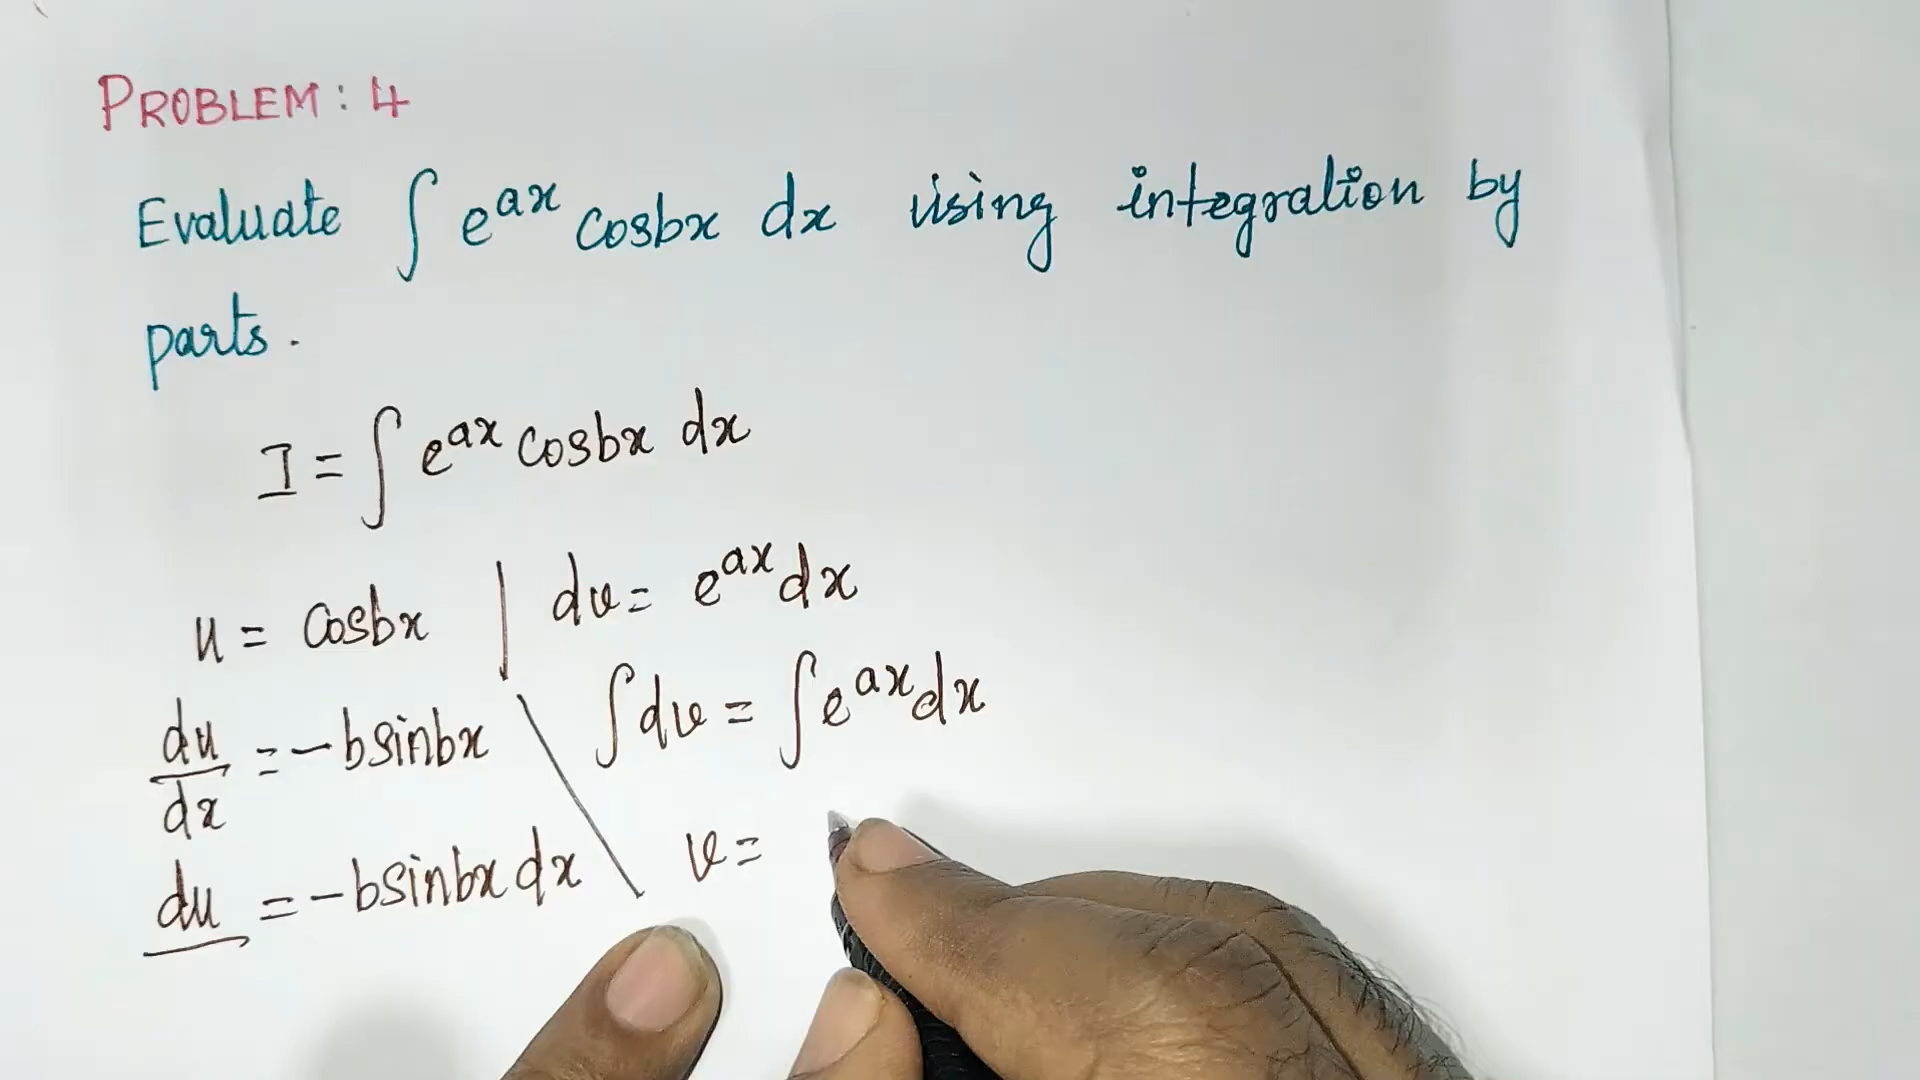 PROBLEM: 4
Evaluate ∫ e^{ax} cosbx dx using integration by
parts.
I = ∫ e^{ax} cosbx dx
u = cosbx | dv = e^{ax} dx
du/dx = -bsinbx \ ∫dv = ∫e^{ax} dx
du = -bsinbx dx v =